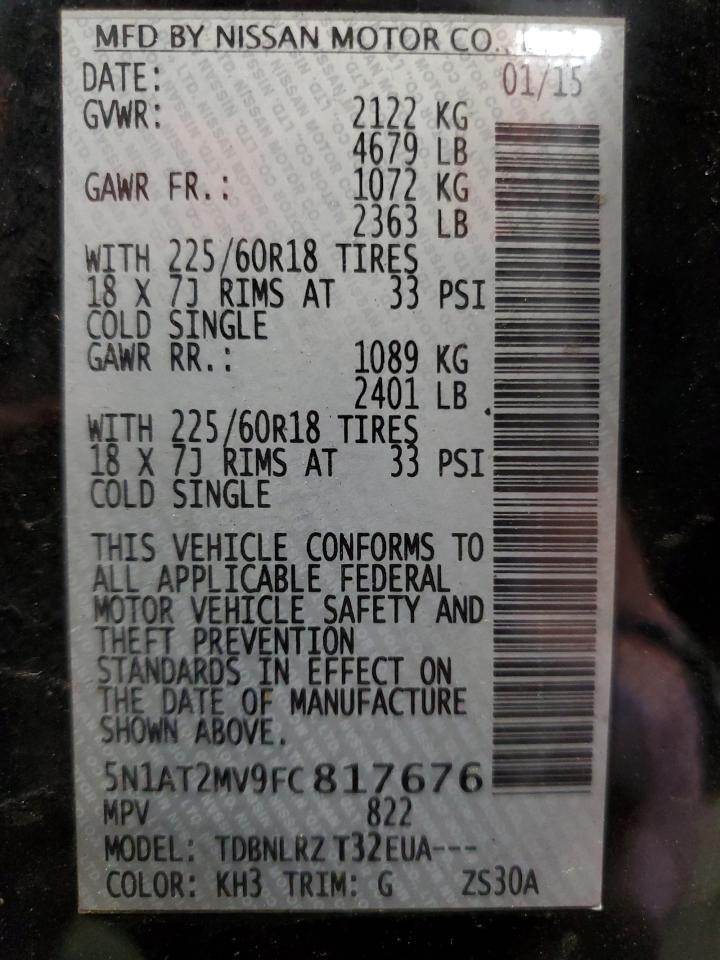 MFD BY NISSAN MOTOR CO.,
DATE: 01/15
GVWR: 2122 KG
4679 LB
GAWR FR.: 1072 KG
2363 LB
WITH 225/60R18 TIRES
18 X 7J RIMS AT 33 PSI
COLD SINGLE
GAWR RR.: 1089 KG
2401 LB
WITH 225/60R18 TIRES
18 X 7J RIMS AT 33 PSI
COLD SINGLE
THIS VEHICLE CONFORMS TO
ALL APPLICABLE FEDERAL
MOTOR VEHICLE SAFETY AND
THEFT PREVENTION
STANDARDS IN EFFECT ON
THE DATE OF MANUFACTURE
SHOWN ABOVE.
5N1AT2MV9FC817676
MPV 822
MODEL: TDBNLRZ T32EUA---
COLOR: KH3 TRIM: G ZS30A